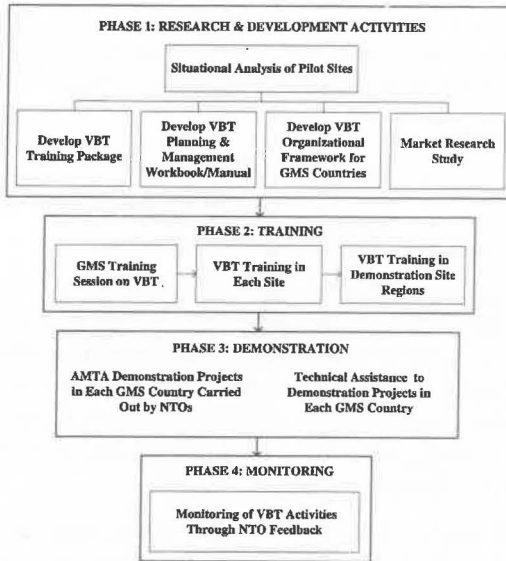 PHASE 1: RESEARCH & DEVELOPMENT ACTIVITIES
Situational Analysis of Pilot Sites
Develop VBT
Training Package
Develop VBT
Planning &
Management
Workbook/Manual
Develop VBT
Organizational
Framework for
GMS Countries
Market Research
Study
PHASE 2: TRAINING
GMS Training
Session on VBT
VBT Training in
Each Site
VBT Training in
Demonstration Site
Regions
PHASE 3: DEMONSTRATION
AMTA Demonstration Projects
in Each GMS Country Carried
Out by NTOs
Technical Assistance to
Demonstration Projects in
Each GMS Country
PHASE 4: MONITORING
Monitoring of VBT Activities
Through NTO Feedback